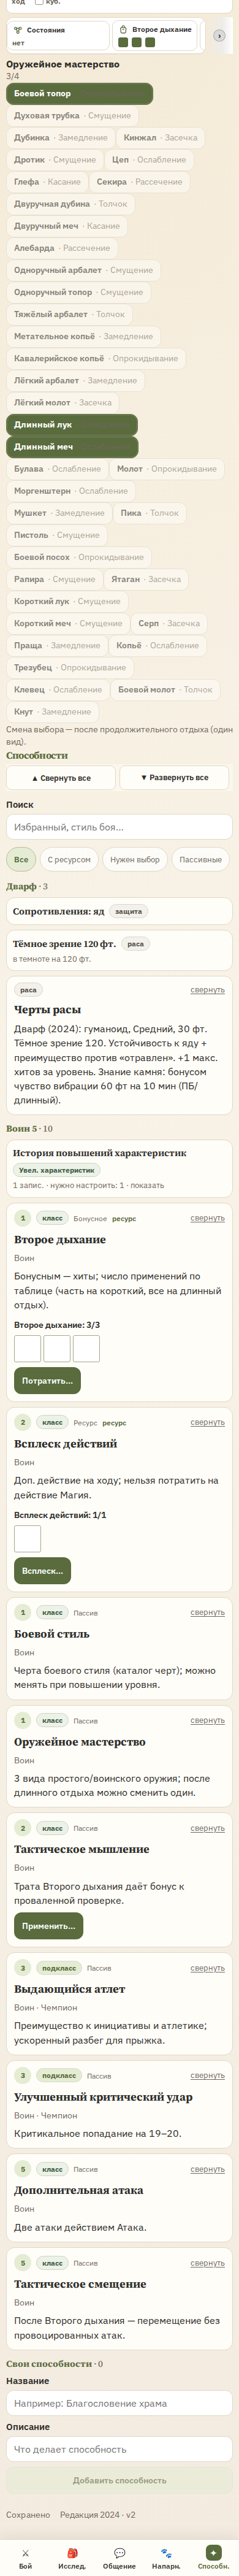 ход куб.
Состояния
нет
Второе дыхание
›
Оружейное мастерство
3/4
Боевой топор
Духовая трубка · Смущение
Дубинка · Замедление Кинжал · Засечка
Дротик · Смущение Цеп · Ослабление
Глефа · Касание Секира · Рассечение
Двуручная дубина · Толчок
Двуручный меч · Касание
Алебарда · Рассечение
Одноручный арбалет · Смущение
Одноручный топор · Смущение
Тяжёлый арбалет · Толчок
Метательное копьё · Замедление
Кавалерийское копьё · Опрокидывание
Лёгкий арбалет · Замедление
Лёгкий молот · Засечка
Длинный лук
Длинный меч
Булава · Ослабление Молот · Опрокидывание
Моргенштерн · Ослабление
Мушкет · Замедление Пика · Толчок
Пистоль · Смущение
Боевой посох · Опрокидывание
Рапира · Смущение Ятаган · Засечка
Короткий лук · Смущение
Короткий меч · Смущение Серп · Засечка
Праща · Замедление Копьё · Ослабление
Трезубец · Опрокидывание
Клевец · Ослабление Боевой молот · Толчок
Кнут · Замедление
Смена выбора — после продолжительного отдыха (один
вид).
Способности
▲ Свернуть все ▼ Развернуть все
Поиск
Избранный, стиль боя…
Все С ресурсом Нужен выбор Пассивные
Дварф · 3
Сопротивления: яд защита
Тёмное зрение 120 фт. раса
в темноте на 120 фт.
раса свернуть
Черты расы
Дварф (2024): гуманоид, Средний, 30 фт.
Тёмное зрение 120. Устойчивость к яду +
преимущество против «отравлен». +1 макс.
хитов за уровень. Знание камня: бонусом
чувство вибрации 60 фт на 10 мин (ПБ/
длинный).
Воин 5 · 10
История повышений характеристик
Увел. характеристик
1 запис. · нужно настроить: 1 · показать
1 класс Бонусное ресурс свернуть
Второе дыхание
Воин
Бонусным — хиты; число применений по
таблице (часть на короткий, все на длинный
отдых).
Второе дыхание: 3/3
Потратить…
2 класс Ресурс ресурс свернуть
Всплеск действий
Воин
Доп. действие на ходу; нельзя потратить на
действие Магия.
Всплеск действий: 1/1
Всплеск…
1 класс Пассив свернуть
Боевой стиль
Воин
Черта боевого стиля (каталог черт); можно
менять при повышении уровня.
1 класс Пассив свернуть
Оружейное мастерство
Воин
3 вида простого/воинского оружия; после
длинного отдыха можно сменить один.
2 класс Пассив свернуть
Тактическое мышление
Воин
Трата Второго дыхания даёт бонус к
проваленной проверке.
Применить…
3 подкласс Пассив свернуть
Выдающийся атлет
Воин · Чемпион
Преимущество к инициативы и атлетике;
ускоренный разбег для прыжка.
3 подкласс Пассив свернуть
Улучшенный критический удар
Воин · Чемпион
Критикальное попадание на 19–20.
5 класс Пассив свернуть
Дополнительная атака
Воин
Две атаки действием Атака.
5 класс Пассив свернуть
Тактическое смещение
Воин
После Второго дыхания — перемещение без
провоцированных атак.
Свои способности · 0
Название
Например: Благословение храма
Описание
Что делает способность
Добавить способность
Сохранено Редакция 2024 · v2
Бой Исслед. Общение Напарн. Способн.